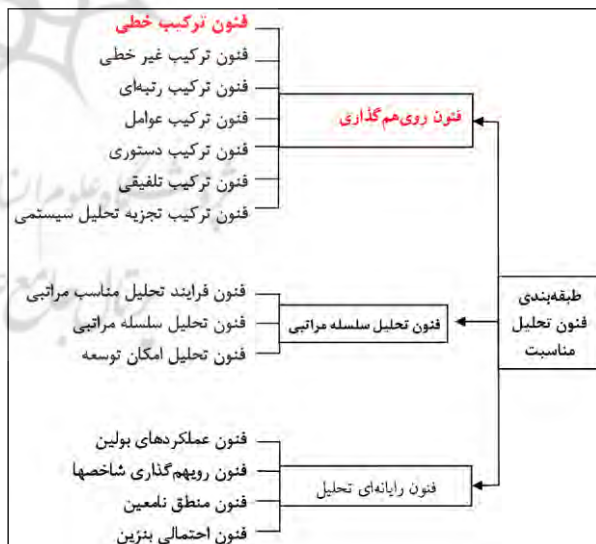 فنون ترکیب خطی
فنون ترکیب غیر خطی
فنون ترکیب رتبه‌ای
فنون ترکیب عوامل
فنون ترکیب دستوری
فنون ترکیب تلفیقی
فنون ترکیب تجزیه تحلیل سیستمی
فنون روی‌هم‌گذاری
فنون فرایند تحلیل مناسب مراتبی
فنون تحلیل سلسله مراتبی
فنون تحلیل امکان توسعه
فنون تحلیل سلسله مراتبی
طبقه‌بندی
فنون تحلیل
مناسبت
فنون عملکردهای بولین
فنون رویهم‌گذاری شاخصها
فنون منطق نامعین
فنون احتمالی بنزین
فنون رایانه‌ای تحلیل